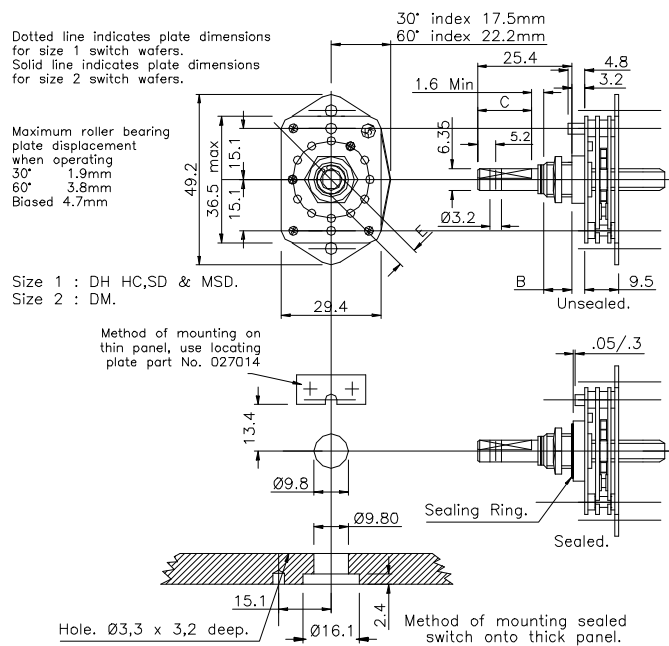 30° index 17.5mm
60° index 22.2mm
Dotted line indicates plate dimensions
for size 1 switch wafers.
Solid line indicates plate dimensions
for size 2 switch wafers.
25.4
4.8
3.2
1.6 Min
C
5.2
6.35
Maximum roller bearing
plate displacement
when operating
30° 1.9mm
60° 3.8mm
Biased 4.7mm
49.2
36.5 max
15.1
15.1
Ø3.2
E
B
9.5
Unsealed.
Size 1 : DH HC,SD & MSD.
Size 2 : DM.
29.4
Method of mounting on
thin panel, use locating
plate part No. 027014
.05/.3
13.4
Ø9.8
Sealing Ring.
Sealed.
Ø9.80
15.1
2.4
Hole. Ø3,3 x 3,2 deep.
Ø16.1
Method of mounting sealed
switch onto thick panel.